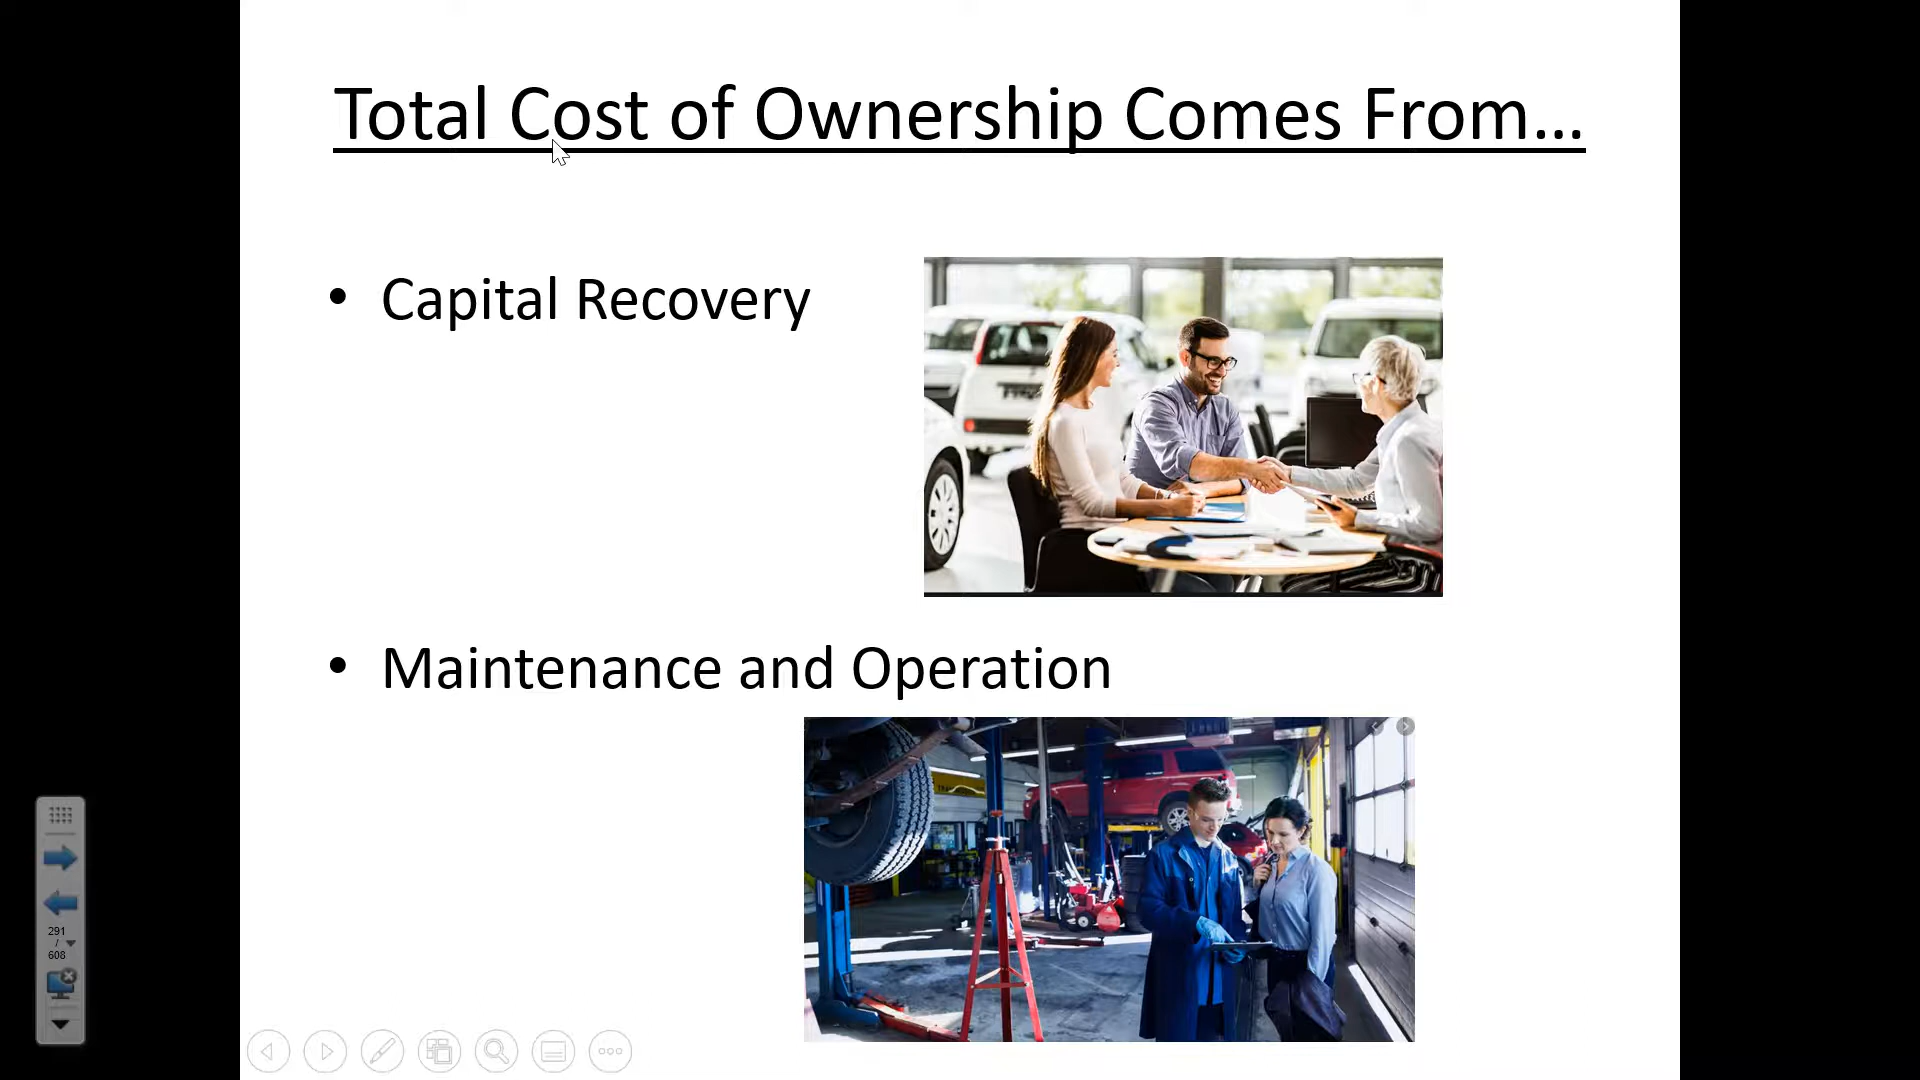 Total Cost of Ownership Comes From...
• Capital Recovery
• Maintenance and Operation
291
/
608